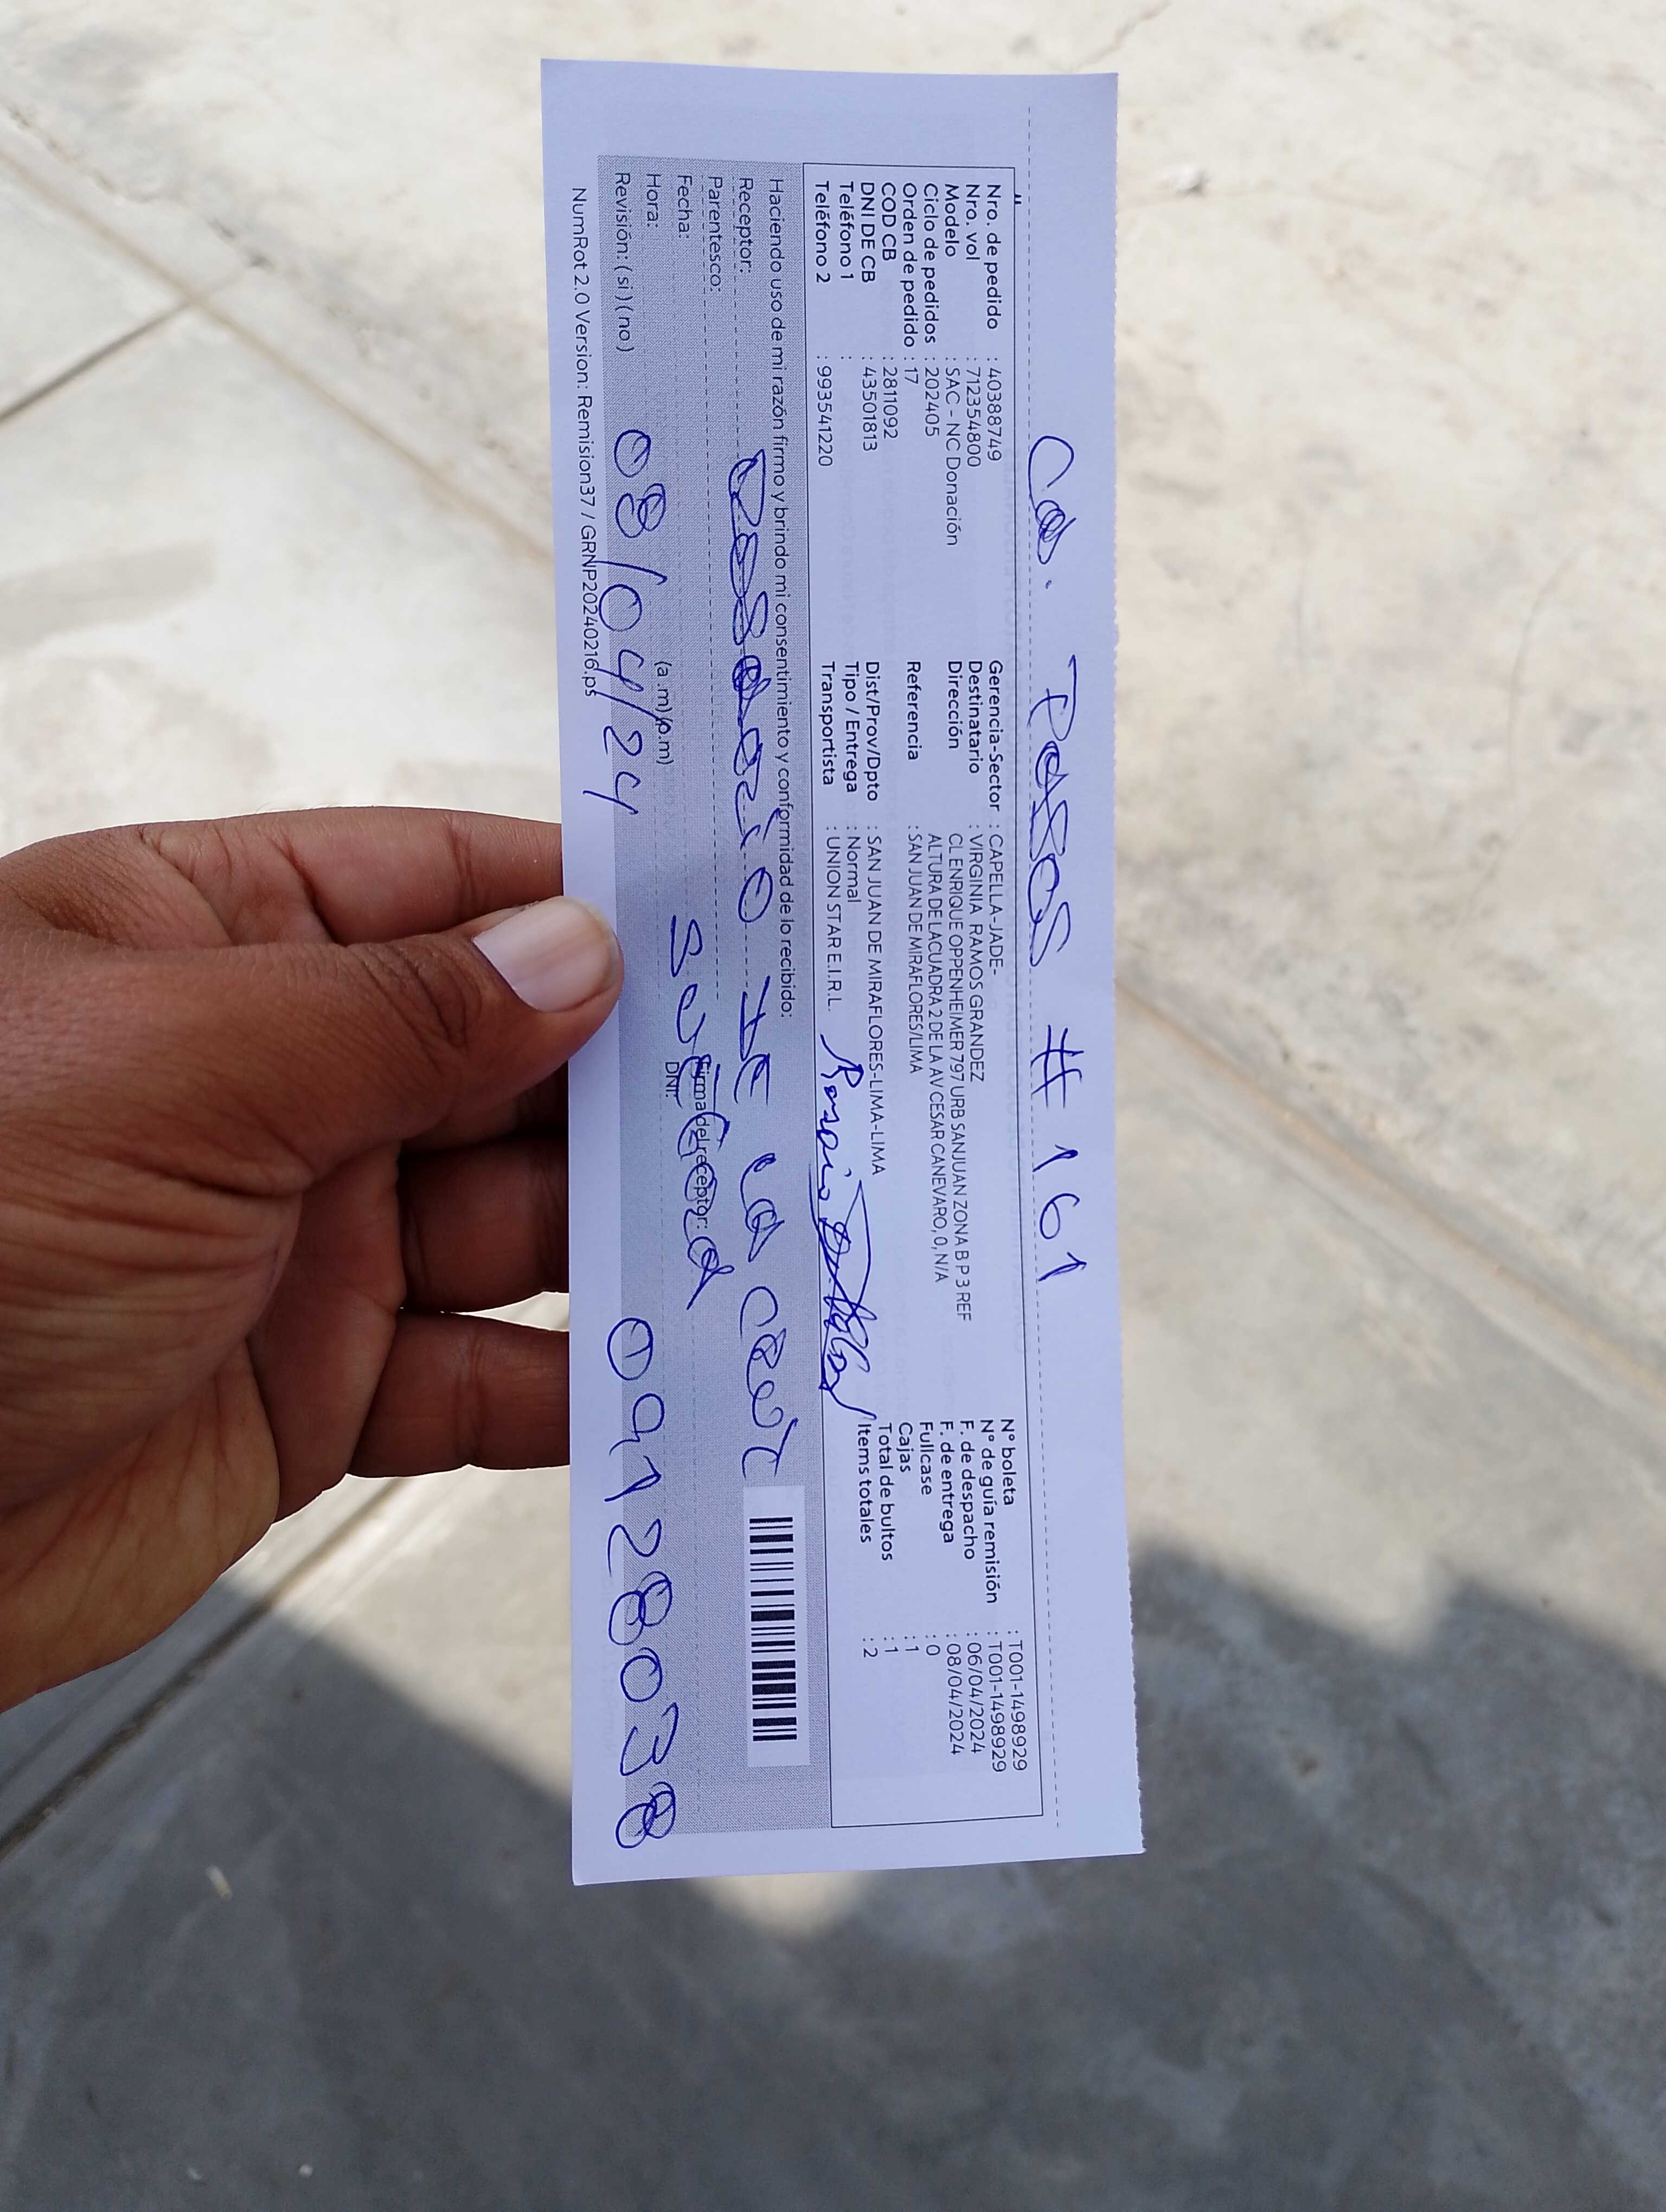 Nro. de pedido : 40388749
Nro. vol : 712354800
Modelo : SAC - NC Donación
Ciclo de pedidos : 202405
Orden de pedido : 17
COD CB : 2811092
DNI DE CB : 43501813
Teléfono 1 :
Teléfono 2 : 993541220
Gerencia-Sector : CAPELLA-JADE-
Destinatario : VIRGINIA RAMOS GRANDEZ
Dirección CL ENRIQUE OPPENHEIMER 797 URB SANJUAN ZONA B P 3 REF
ALTURA DE LACUADRA 2 DE LA AV CESAR CANEVARO, 0, N/A
Referencia : SAN JUAN DE MIRAFLORES/LIMA
Dist/Prov/Dpto : SAN JUAN DE MIRAFLORES-LIMA-LIMA
Tipo / Entrega : Normal
Transportista : UNION STAR E.I.R.L.
N° boleta : T001-1498929
N° de guía remisión : T001-1498929
F. de despacho : 06/04/2024
F. de entrega : 08/04/2024
Fullcase : 0
Cajas : 1
Total de bultos : 1
Items totales : 2
# 161
Haciendo uso de mi razón firmo y brindo mi consentimiento y conformidad de lo recibido:
Receptor: Rosario de la Cruz
Parentesco:
Fecha:
Hora: (a.m)(p.m)
Firma del receptor:
DNI:
Revisión: ( si ) ( no )
08/04/24
09128038
NumRot 2.0 Version: Remision37 / GRNP20240216.ps